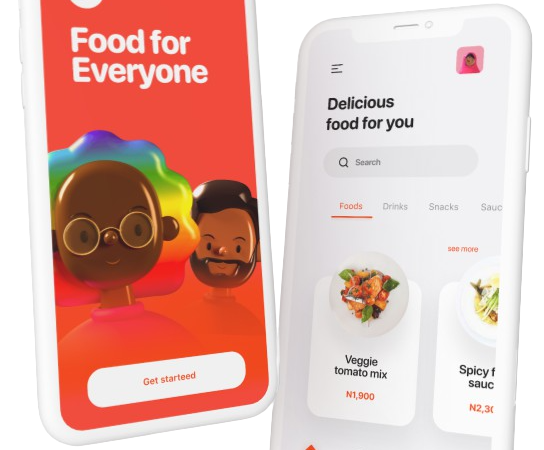 Food for
Everyone
Get starteed
Delicious
food for you
Search
Foods Drinks Snacks Sauc
see more
Veggie
tomato mix
N1,900
Spicy f
sauc
N2,30